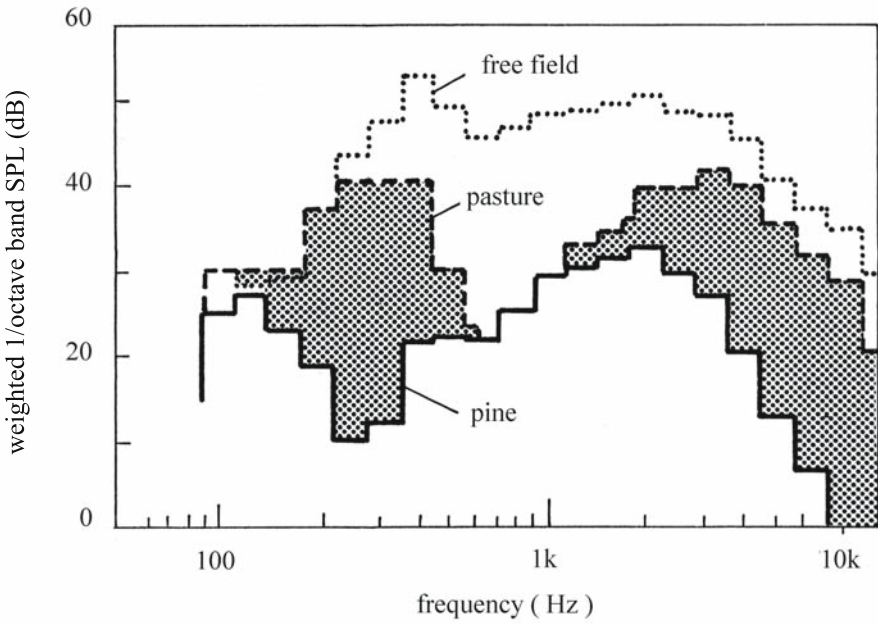 weighted 1/octave band SPL (dB)
60
40
20
0
free field
pasture
pine
100
1k
10k
frequency ( Hz )